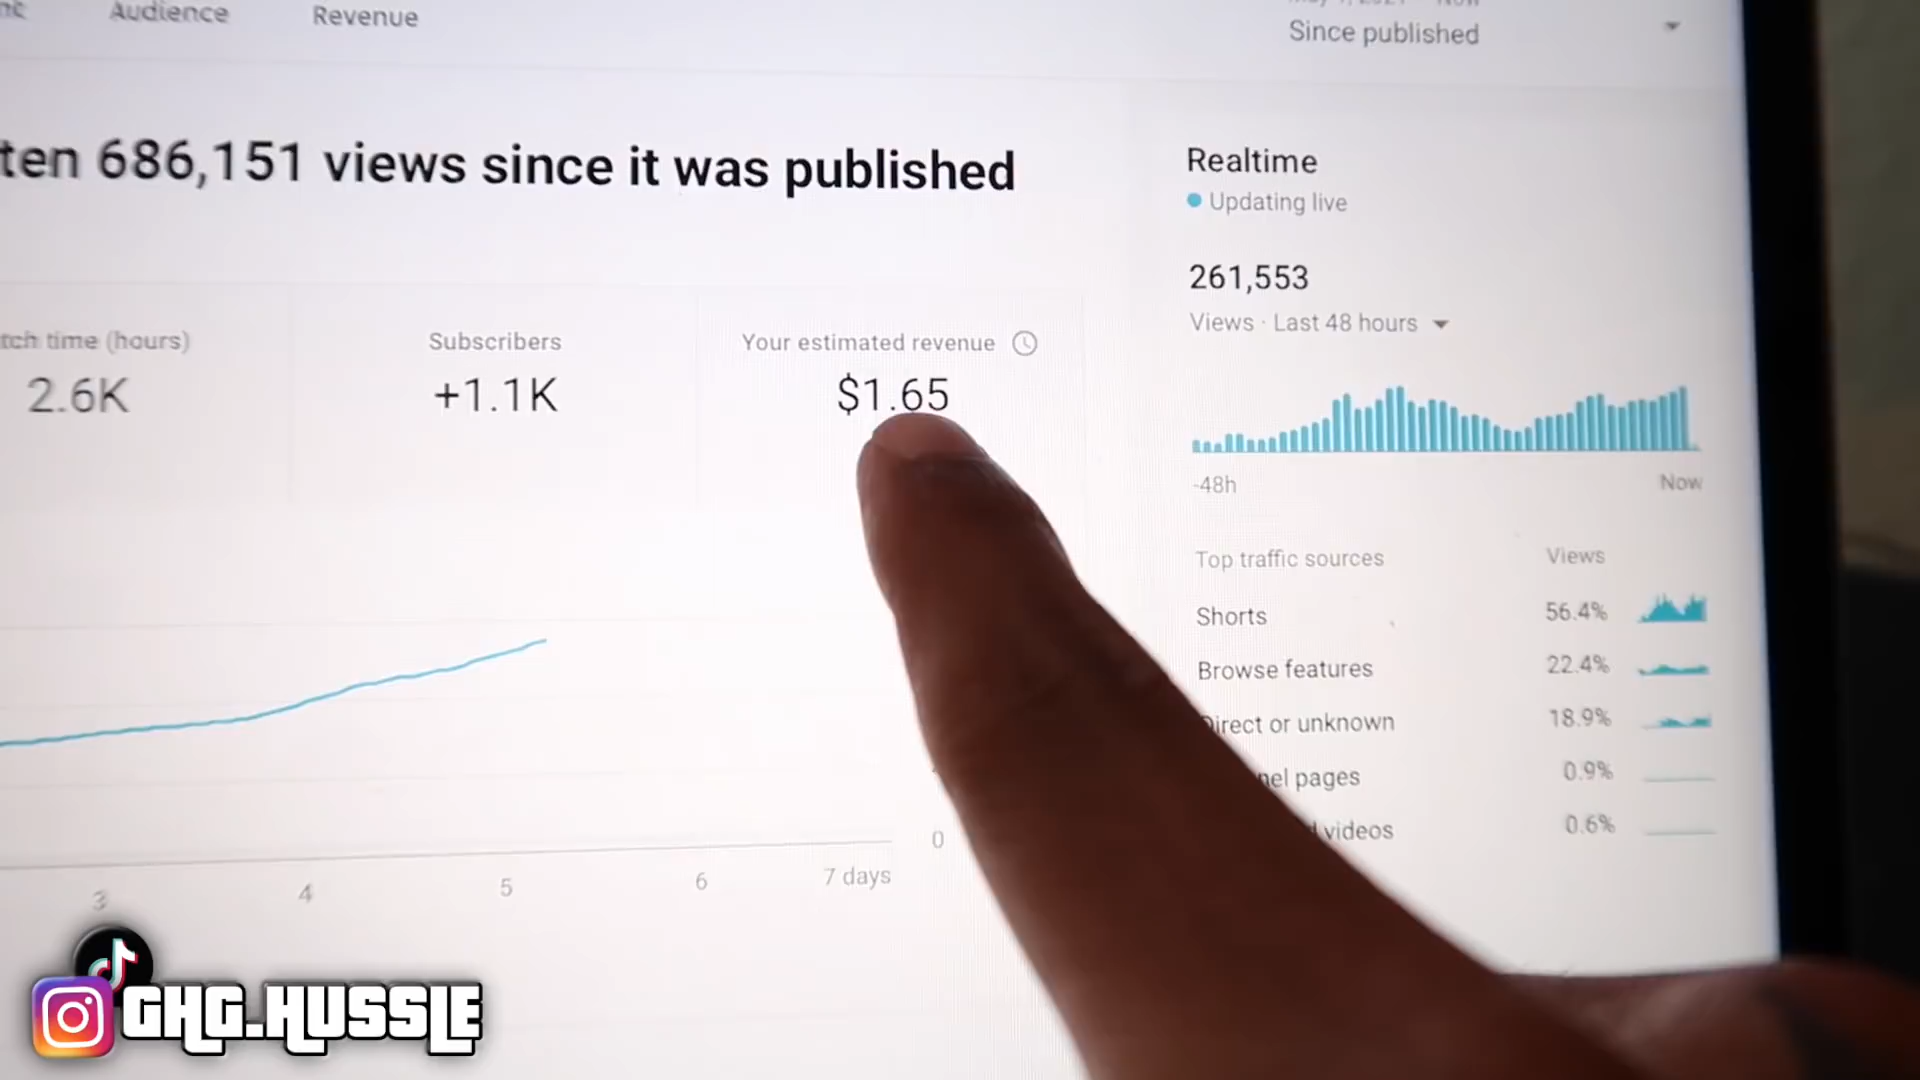 Audience Revenue
Since published
ten 686,151 views since it was published
Realtime
Updating live
261,553
Views · Last 48 hours
tch time (hours)
2.6K
Subscribers
+1.1K
Your estimated revenue
$1.65
-48h Now
Top traffic sources Views
Shorts 56.4%
Browse features 22.4%
Direct or unknown 18.9%
nel pages 0.9%
videos 0.6%
0
3 4 5 6 7 days
GHG.HUSSLE